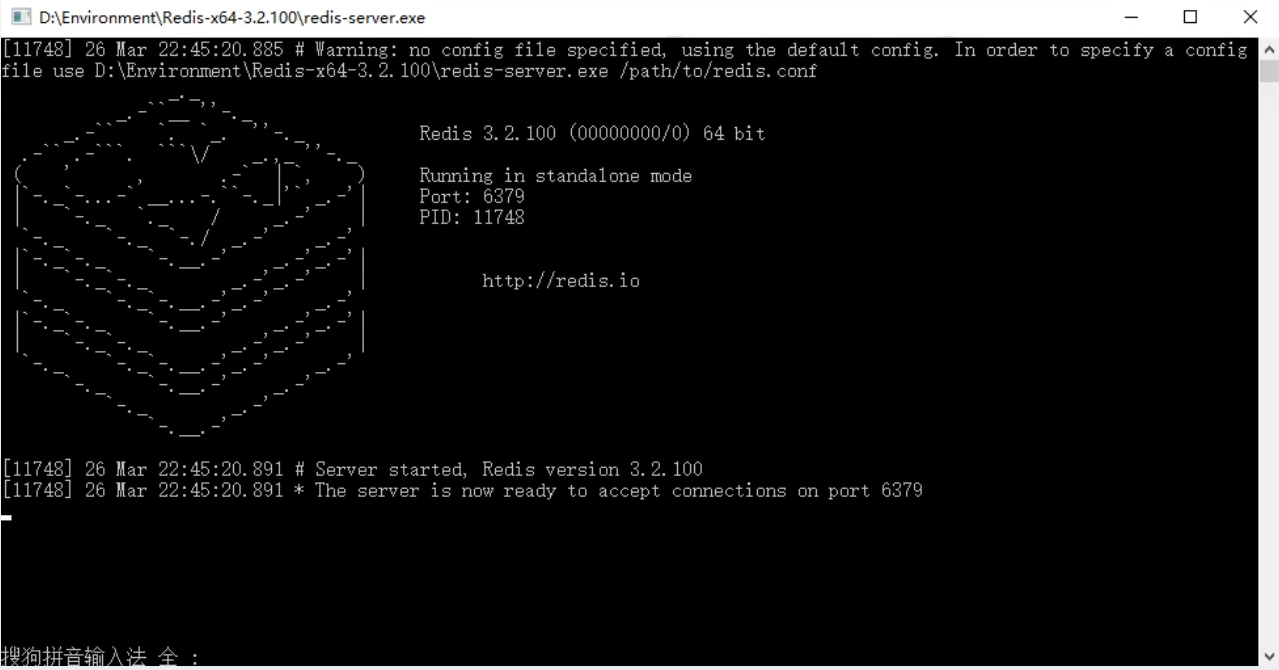 D:\Environment\Redis-x64-3.2.100\redis-server.exe
[11748] 26 Mar 22:45:20.885 # Warning: no config file specified, using the default config. In order to specify a config
file use D:\Environment\Redis-x64-3.2.100\redis-server.exe /path/to/redis.conf
Redis 3.2.100 (00000000/0) 64 bit
Running in standalone mode
Port: 6379
PID: 11748
http://redis.io
[11748] 26 Mar 22:45:20.891 # Server started, Redis version 3.2.100
[11748] 26 Mar 22:45:20.891 * The server is now ready to accept connections on port 6379
搜狗拼音输入法 全 :